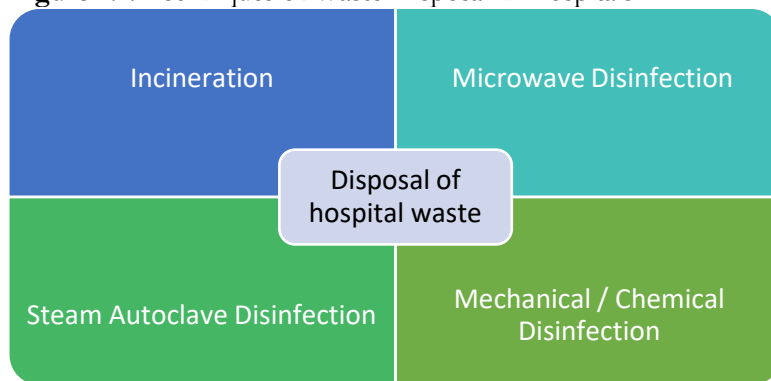 Incineration
Microwave Disinfection
Disposal of
hospital waste
Steam Autoclave Disinfection
Mechanical / Chemical
Disinfection